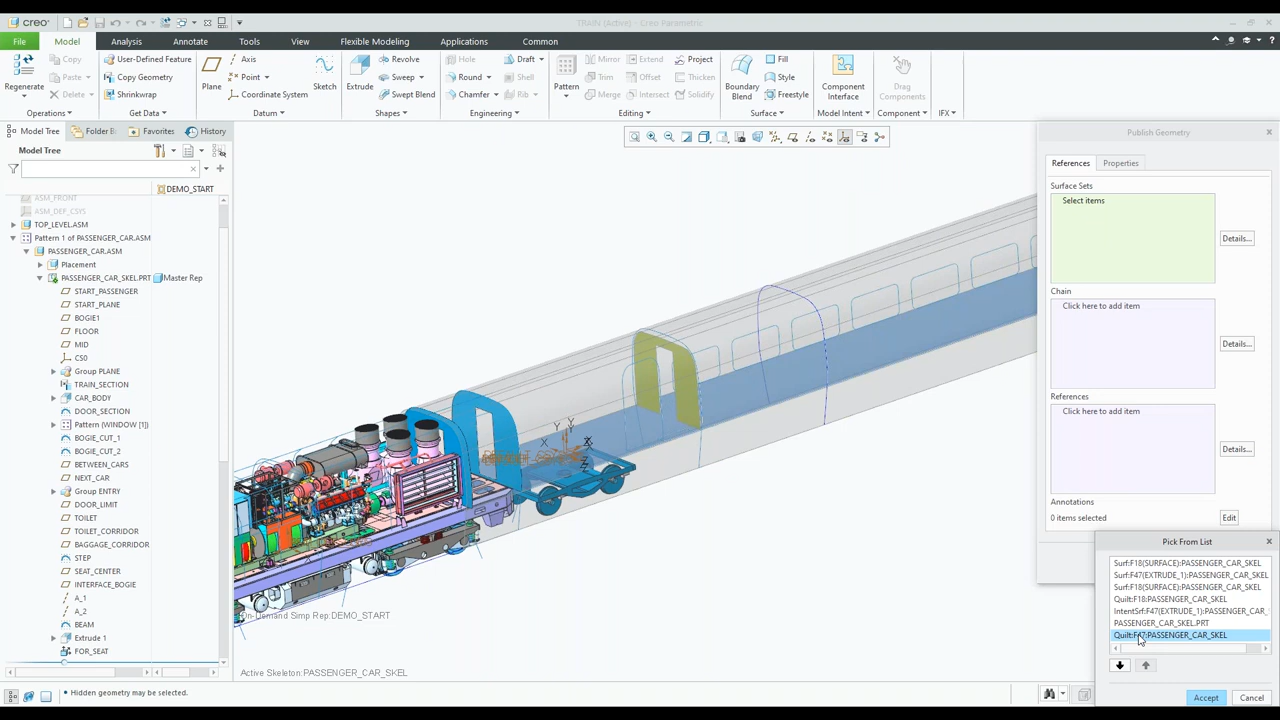 creo
TRAIN (Active) - Creo Parametric
File Model Analysis Annotate Tools View Flexible Modeling Applications Common
Regenerate
Copy
Paste
Delete
Operations
User-Defined Feature
Copy Geometry
Shrinkwrap
Get Data
Plane
Axis
Point
Coordinate System
Sketch
Datum
Extrude
Revolve
Sweep
Swept Blend
Shapes
Hole
Round
Chamfer
Draft
Shell
Rib
Engineering
Pattern
Mirror
Trim
Merge
Extend
Offset
Intersect
Project
Thicken
Solidify
Editing
Boundary
Blend
Fill
Style
Freestyle
Surface
Component
Interface
Model Intent
Drag
Components
Component
IFX
Model Tree Folder B Favorites History
Model Tree
DEMO_START
ASM_FRONT
ASM_DEF_CSYS
TOP_LEVEL.ASM
Pattern 1 of PASSENGER_CAR.ASM
PASSENGER_CAR.ASM
Placement
PASSENGER_CAR_SKEL.PRT Master Rep
START_PASSENGER
START_PLANE
BOGIE1
FLOOR
MID
CS0
Group PLANE
TRAIN_SECTION
CAR_BODY
DOOR_SECTION
Pattern (WINDOW [1])
BOGIE_CUT_1
BOGIE_CUT_2
BETWEEN_CARS
NEXT_CAR
Group ENTRY
DOOR_LIMIT
TOILET
TOILET_CORRIDOR
BAGGAGE_CORRIDOR
STEP
SEAT_CENTER
INTERFACE_BOGIE
A_1
A_2
BEAM
Extrude 1
FOR_SEAT
X
Y
Y
X
Z
Z
On-Demand Simp Rep:DEMO_START
Active Skeleton:PASSENGER_CAR_SKEL
Hidden geometry may be selected.
Publish Geometry
References Properties
Surface Sets
Select items
Details...
Chain
Click here to add item
Details...
References
Click here to add item
Details...
Annotations
0 items selected
Edit
Pick From List
Surf:F18(SURFACE):PASSENGER_CAR_SKEL
Surf:F47(EXTRUDE_1):PASSENGER_CAR_SKEL
Surf:F18(SURFACE):PASSENGER_CAR_SKEL
Quilt:F18:PASSENGER_CAR_SKEL
IntentSrf:F47(EXTRUDE_1):PASSENGER_CAR_
PASSENGER_CAR_SKEL.PRT
Quilt:F47:PASSENGER_CAR_SKEL
Accept Cancel